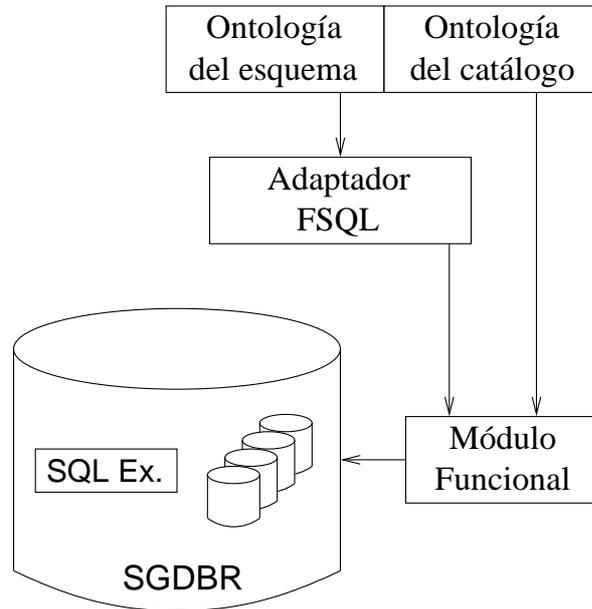 Ontología
del esquema
Ontología
del catálogo
Adaptador
FSQL
Módulo
Funcional
SQL Ex.
SGDBR